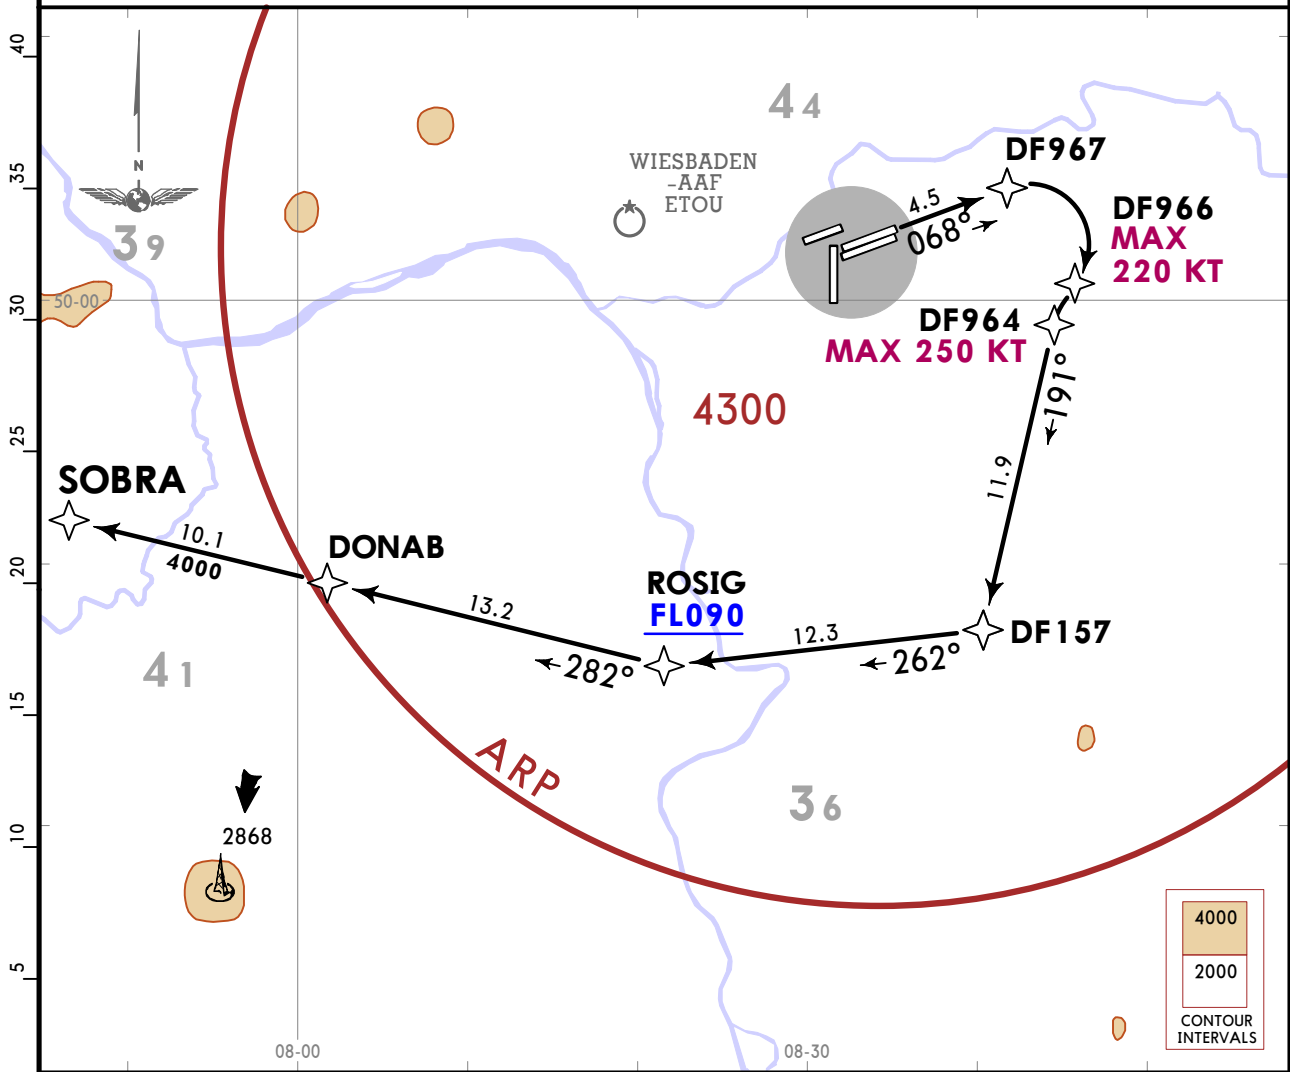 40
44
DF967
WIESBADEN
-AAF
ETOU
N
35
4.5
068°
DF966
MAX
220 KT
39
50-00
30
DF964
MAX 250 KT
191°
4300
25
11.9
SOBRA
10.1
4000
DONAB
20
13.2
ROSIG
FL090
12.3
DF157
262°
282°
41
15
ARP
36
2868
10
4000
2000
CONTOUR
INTERVALS
5
08-00
08-30